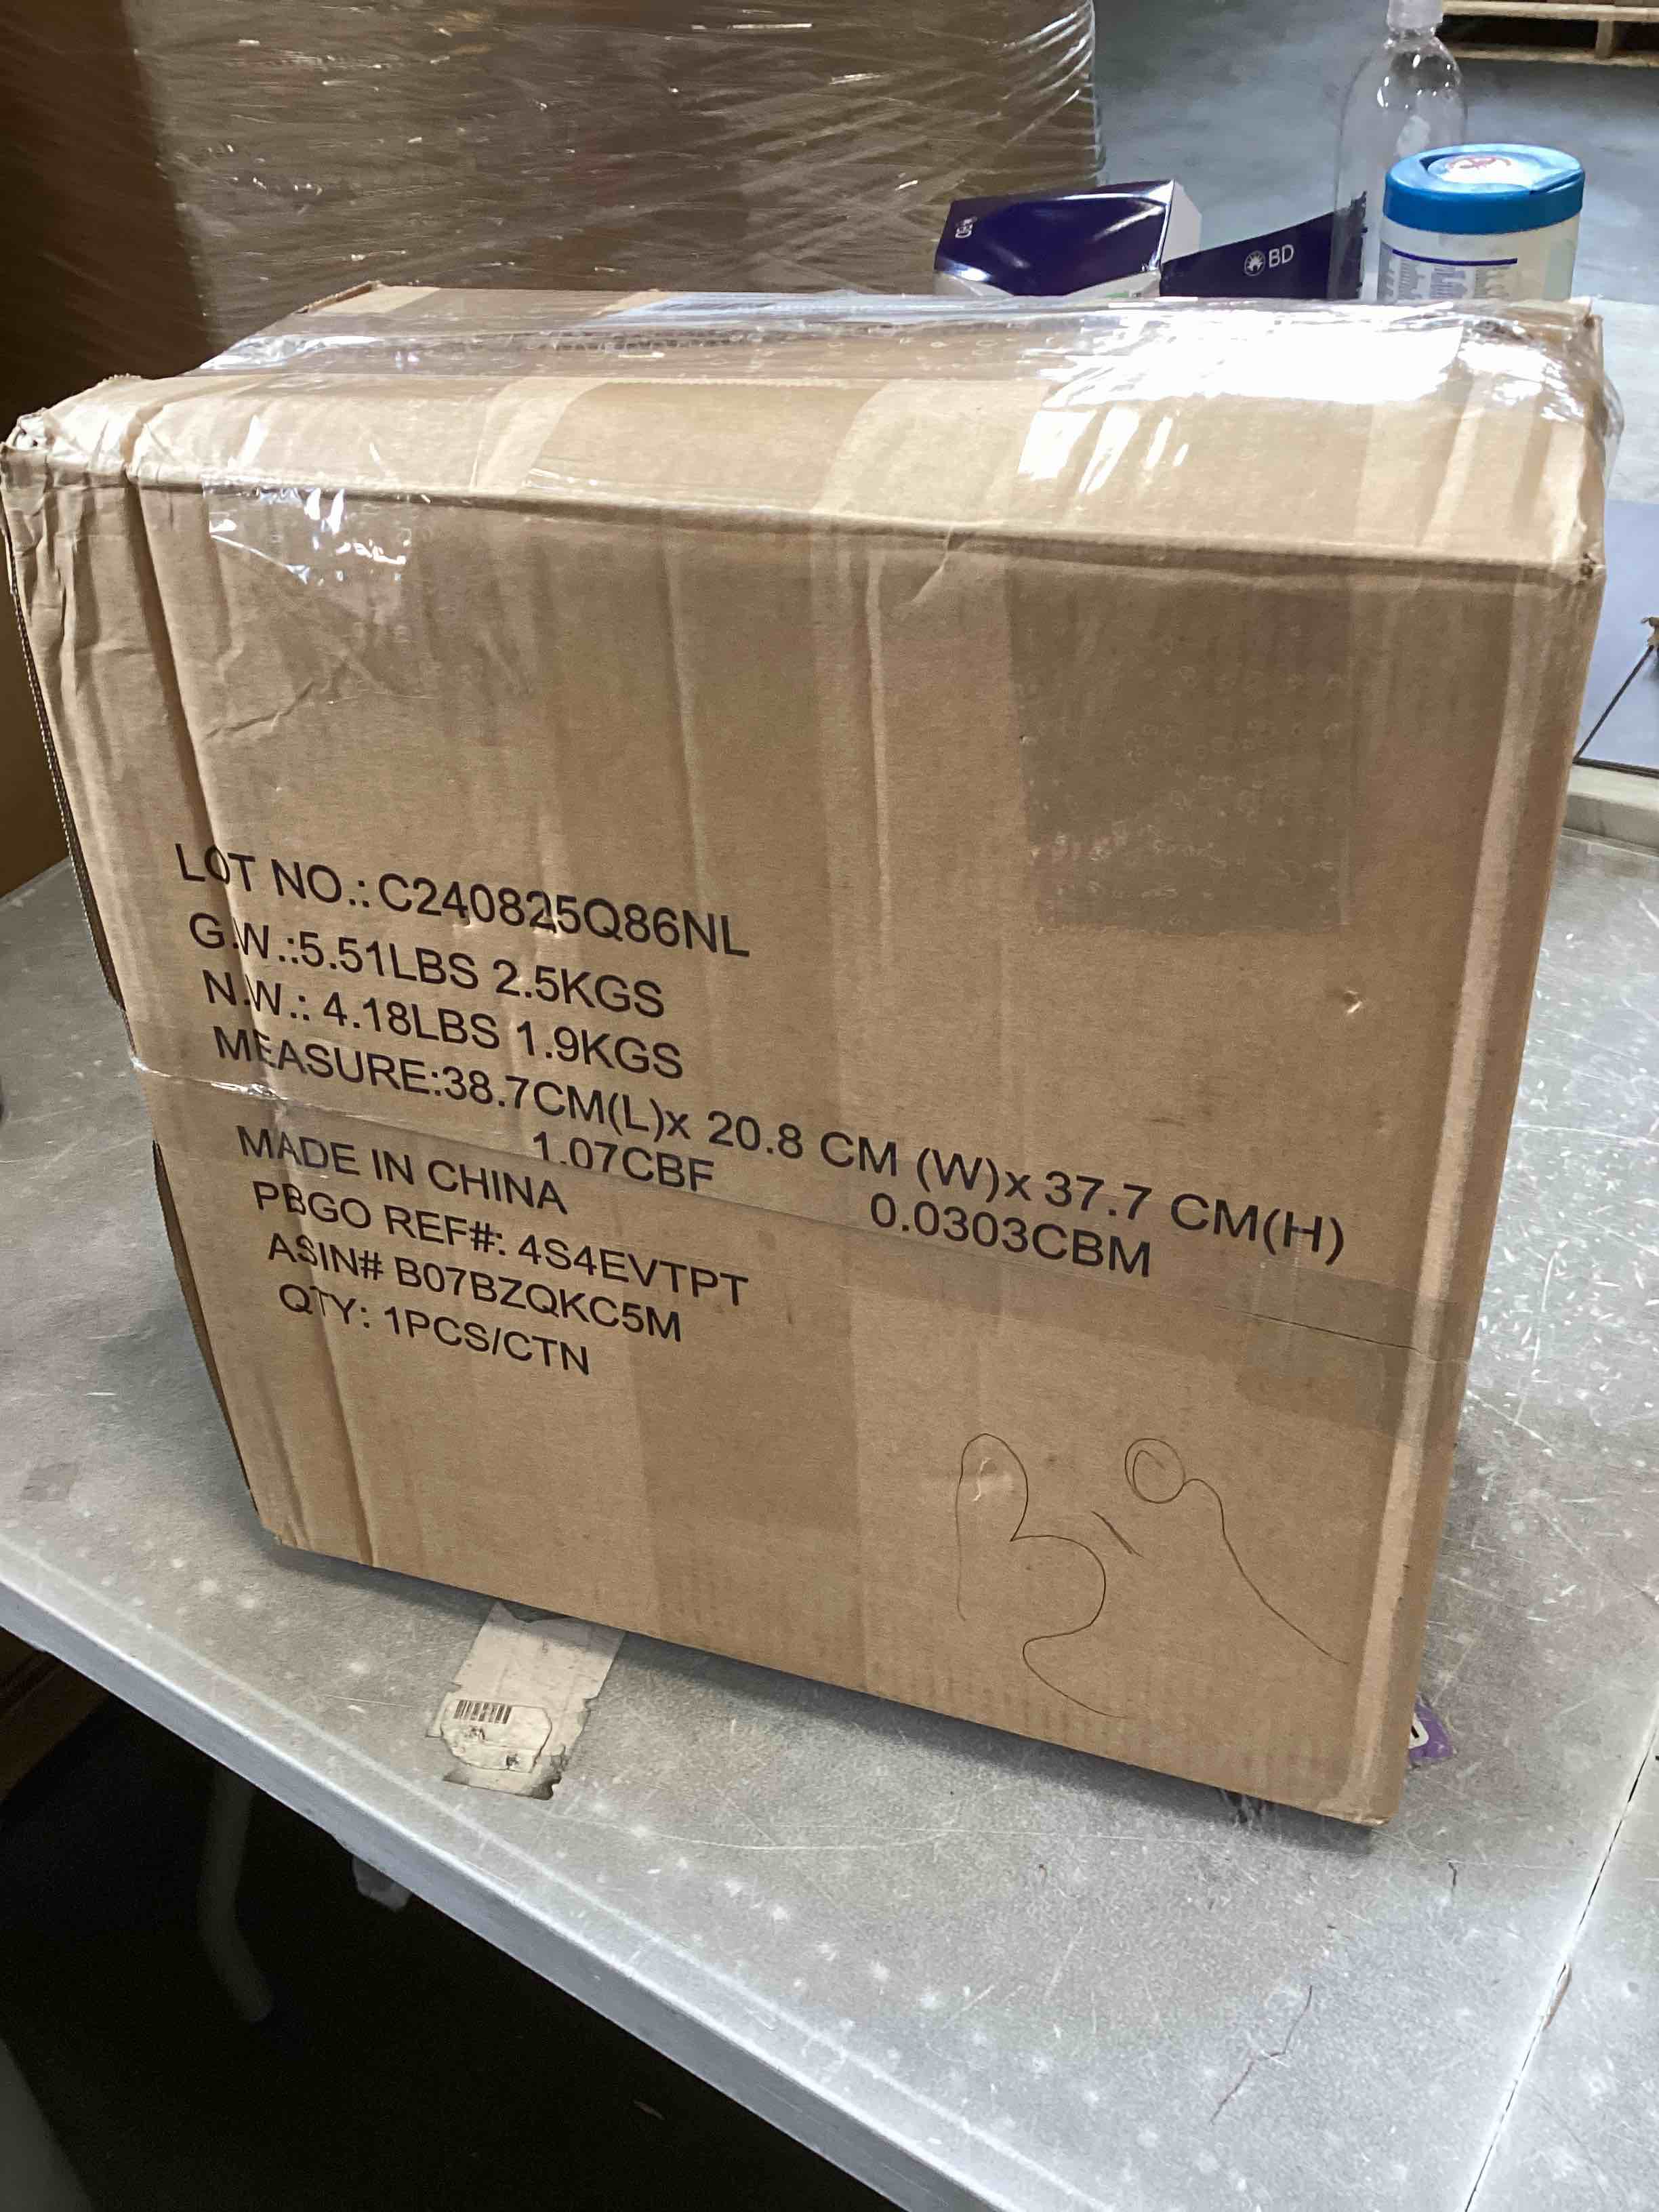 BD
LOT NO.: C240825Q86NL
G.W.:5.51LBS 2.5KGS
N.W.: 4.18LBS 1.9KGS
MEASURE:38.7CM(L)x 20.8 CM (W)x 37.7 CM(H)
1.07CBF 0.0303CBM
MADE IN CHINA
PBGO REF#: 4S4EVTPT
ASIN# B07BZQKC5M
QTY: 1PCS/CTN